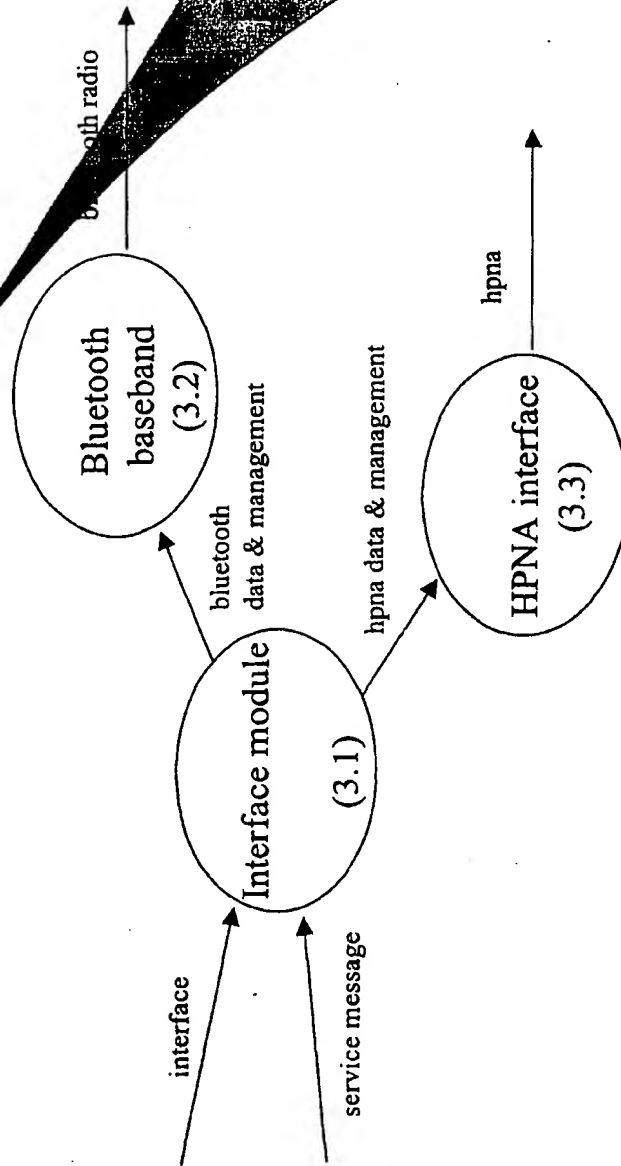 interface
service message
Interface module
(3.1)
bluetooth
data & management
hpna data & management
Bluetooth
baseband
(3.2)
HPNA interface
(3.3)
radio
hpna